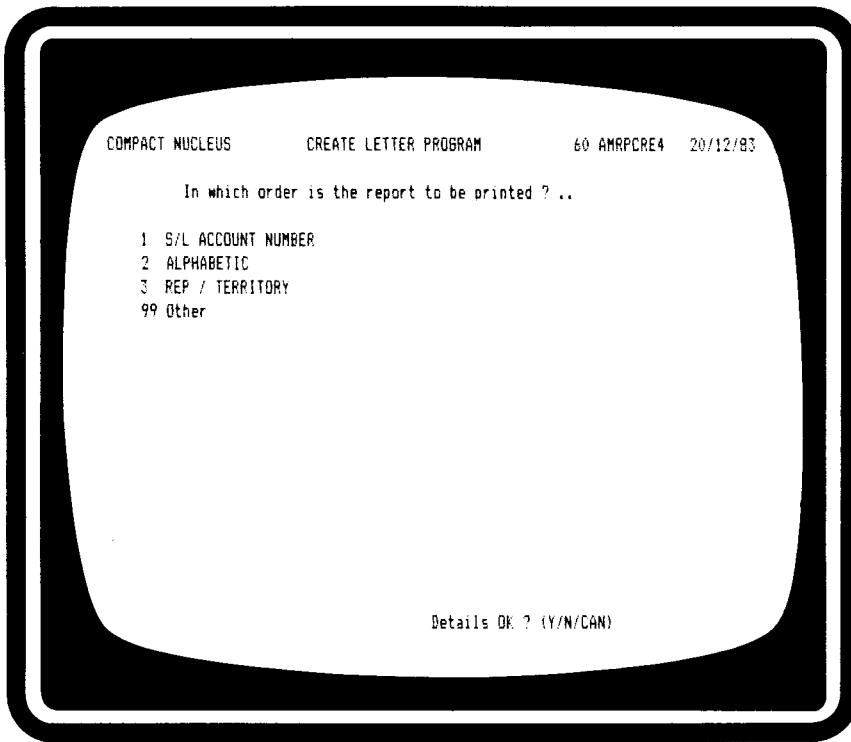 COMPACT NUCLEUS CREATE LETTER PROGRAM 60 AMRPCRE4 20/12/83
In which order is the report to be printed ? ..
1 S/L ACCOUNT NUMBER
2 ALPHABETIC
3 REP / TERRITORY
99 Other
Details OK ? (Y/N/CAN)